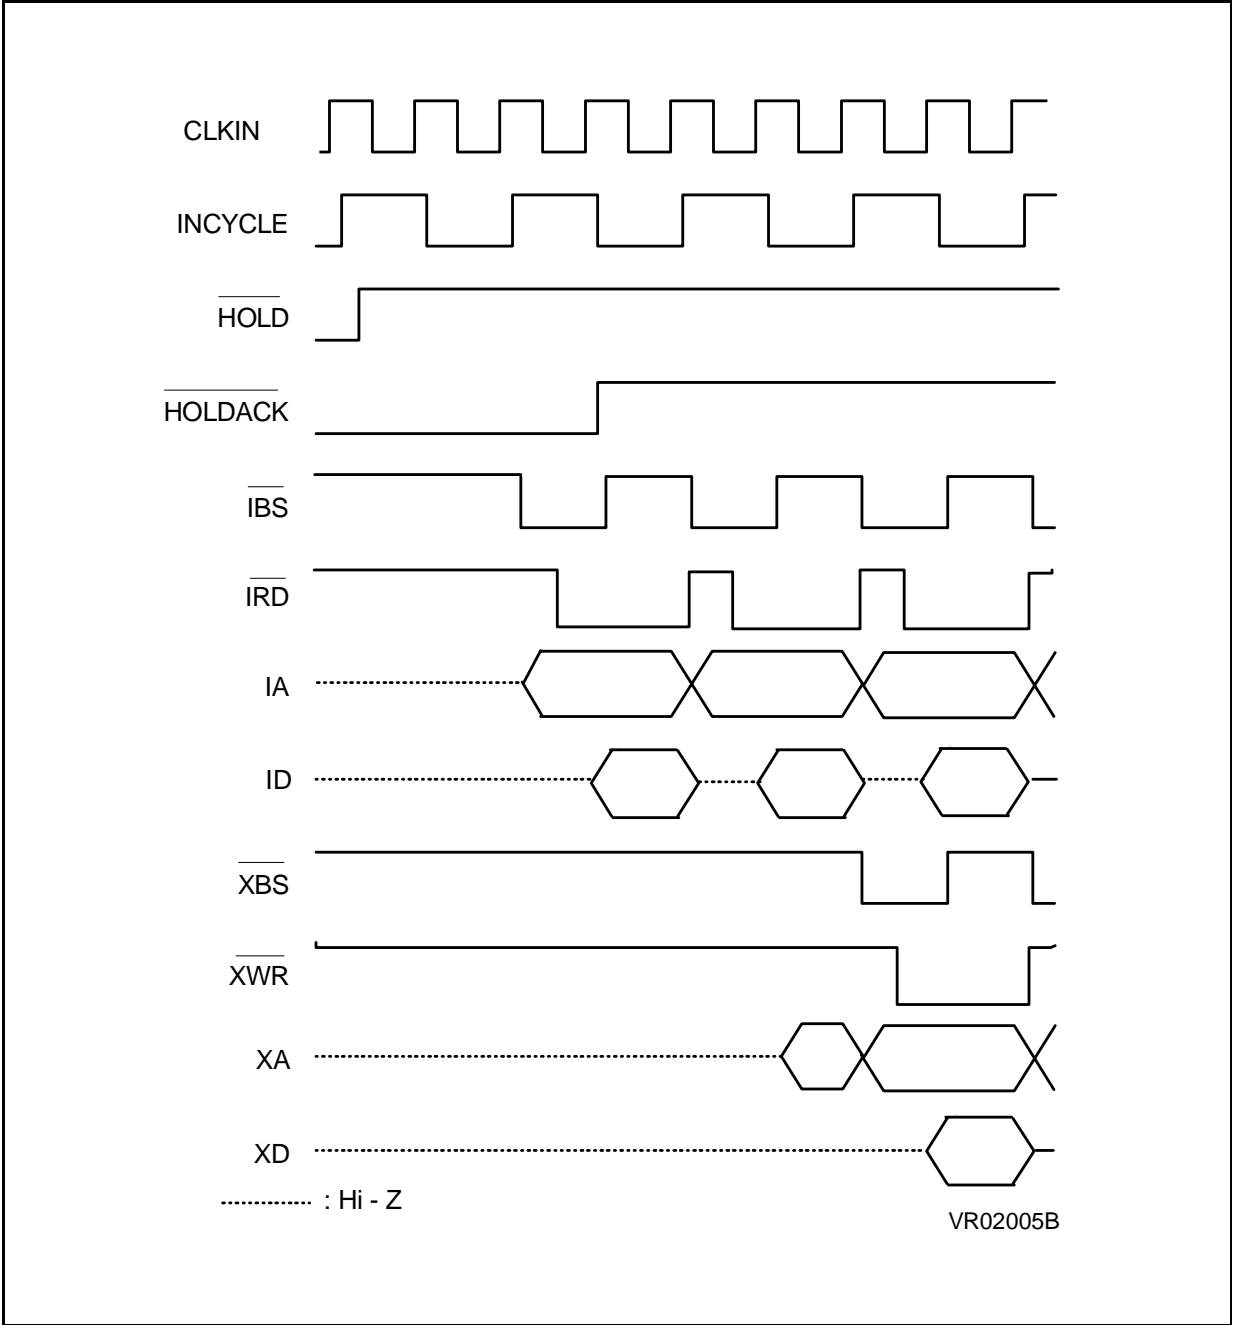 CLKIN
INCYCLE
HOLD
HOLDACK
IBS
IRD
IA
ID
XBS
XWR
XA
XD
: Hi - Z
VR02005B